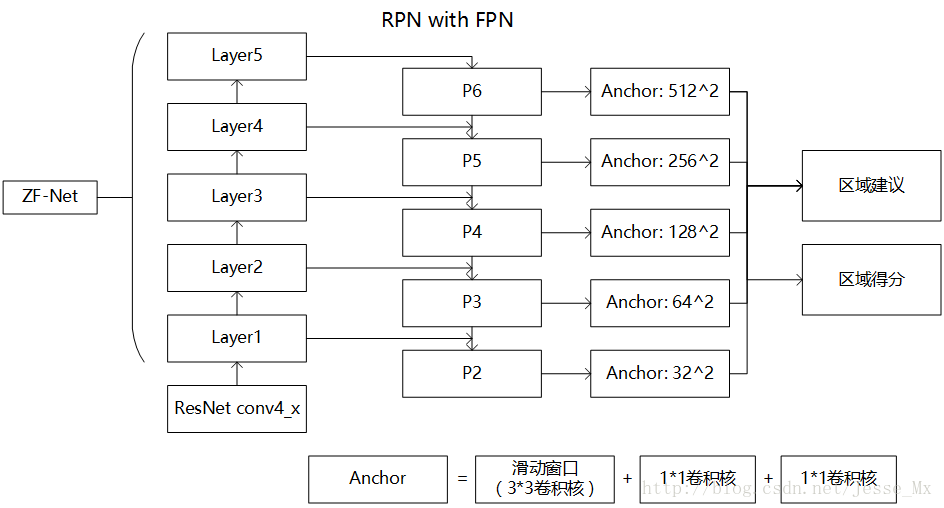 RPN with FPN
Layer5
P6
Anchor: 512^2
Layer4
P5
Anchor: 256^2
区域建议
ZF-Net
Layer3
P4
Anchor: 128^2
Layer2
P3
Anchor: 64^2
区域得分
Layer1
P2
Anchor: 32^2
ResNet conv4_x
Anchor
=
滑动窗口
（3*3卷积核）
+
1*1卷积核
+
1*1卷积核
http://blog.csdn.net/Jesse_Mx